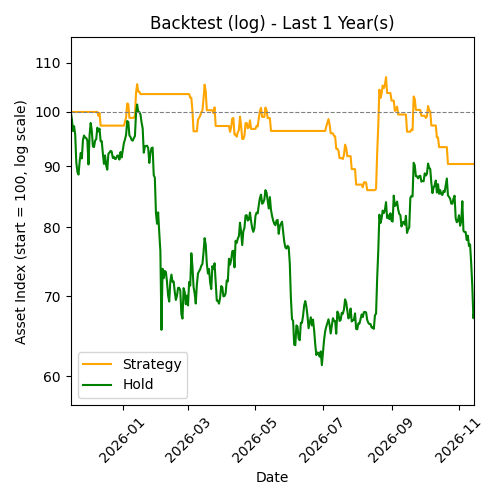 Backtest (log) - Last 1 Year(s)
Asset Index (start = 100, log scale)
110
100
90
80
70
60
Strategy
Hold
2026-01
2026-03
2026-05
2026-07
2026-09
2026-11
Date